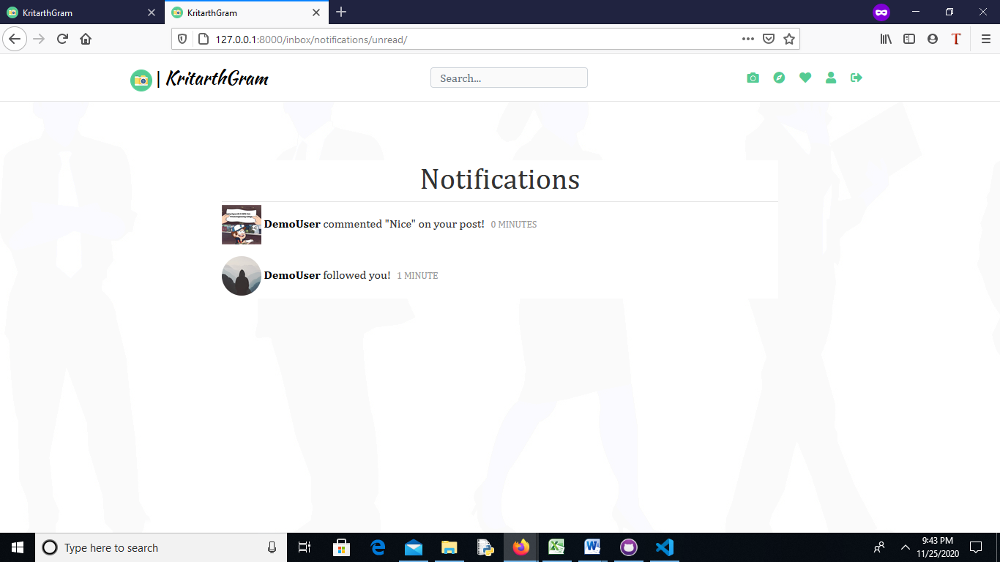 KritarthGram
KritarthGram
127.0.0.1:8000/inbox/notifications/unread/
T
| KritarthGram
Search...
Notifications
DemoUser commented "Nice" on your post! 0 MINUTES
DemoUser followed you! 1 MINUTE
Type here to search
9:43 PM
11/25/2020